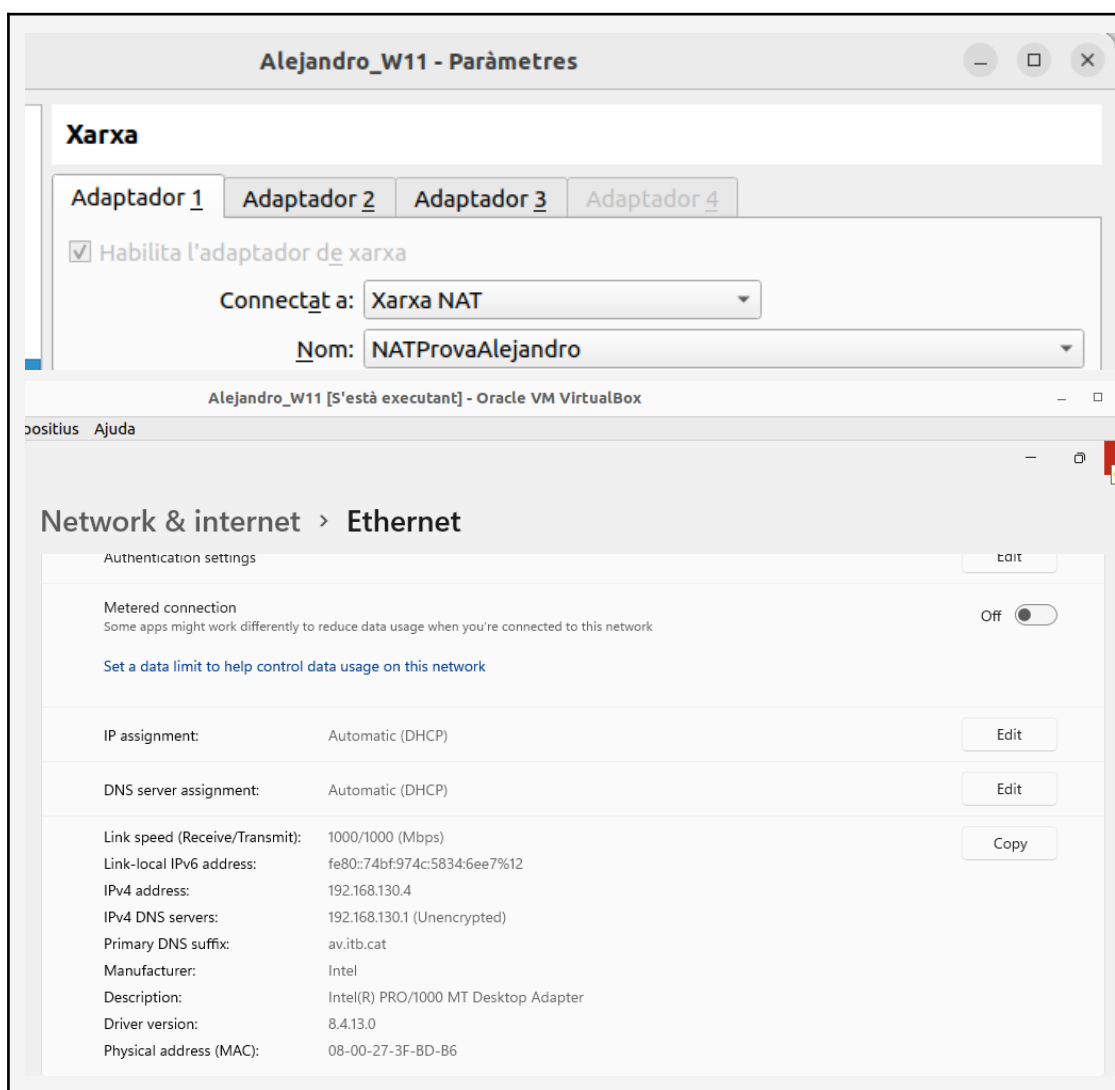 Alejandro_W11 - Paràmetres
Xarxa
Adaptador 1 Adaptador 2 Adaptador 3 Adaptador 4
Habilita l'adaptador de xarxa
Connectat a: Xarxa NAT
Nom: NATProvaAlejandro
Alejandro_W11 [S'està executant] - Oracle VM VirtualBox
positius Ajuda
Network & internet > Ethernet
Authentication settings Edit
Metered connection Off
Some apps might work differently to reduce data usage when you're connected to this network
Set a data limit to help control data usage on this network
IP assignment: Automatic (DHCP) Edit
DNS server assignment: Automatic (DHCP) Edit
Link speed (Receive/Transmit): 1000/1000 (Mbps) Copy
Link-local IPv6 address: fe80::74bf:974c:5834:6ee7%12
IPv4 address: 192.168.130.4
IPv4 DNS servers: 192.168.130.1 (Unencrypted)
Primary DNS suffix: av.itb.cat
Manufacturer: Intel
Description: Intel(R) PRO/1000 MT Desktop Adapter
Driver version: 8.4.13.0
Physical address (MAC): 08-00-27-3F-BD-B6